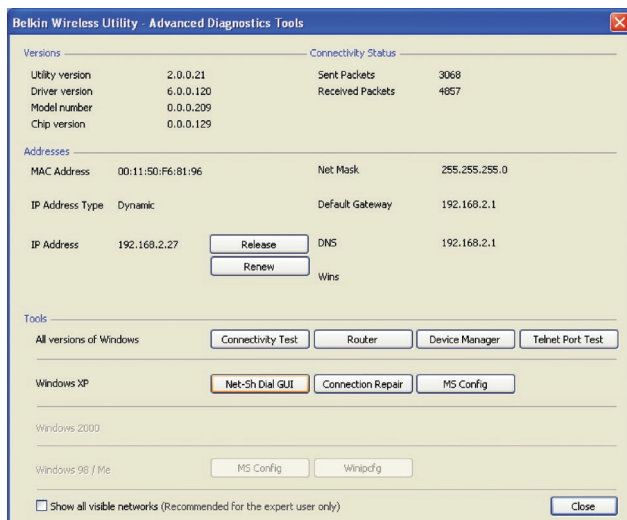 Belkin Wireless Utility - Advanced Diagnostics Tools
Versions
Utility version 2.0.0.21
Driver version 6.0.0.120
Model number 0.0.0.209
Chip version 0.0.0.129
Connectivity Status
Sent Packets 3068
Received Packets 4857
Addresses
MAC Address 00:11:50:F6:81:96
Net Mask 255.255.255.0
IP Address Type Dynamic
Default Gateway 192.168.2.1
IP Address 192.168.2.27 Release
Renew
DNS 192.168.2.1
Wins
Tools
All versions of Windows Connectivity Test Router Device Manager Telnet Port Test
Windows XP Net-Sh Dial GUI Connection Repair MS Config
Windows 2000
Windows 98 / Me MS Config Winipcfg
Show all visible networks (Recommended for the expert user only) Close